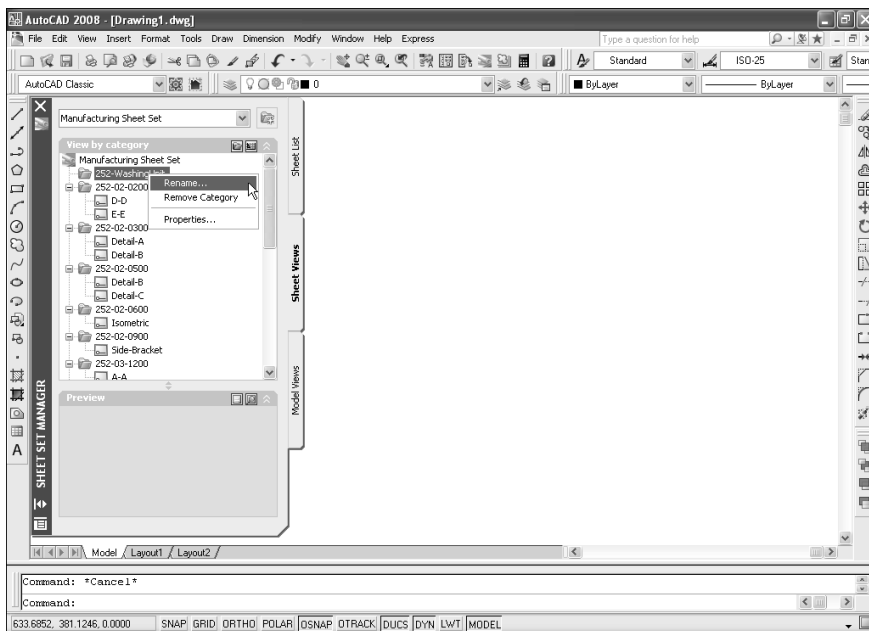 AutoCAD 2008 - [Drawing1.dwg]
File Edit View Insert Format Tools Draw Dimension Modify Window Help Express
Type a question for help
Standard
ISO-25
Stan
AutoCAD Classic
0
ByLayer
ByLayer
Manufacturing Sheet Set
View by category
Manufacturing Sheet Set
252-WashingUnit
Rename...
Remove Category
Properties...
252-02-0200
D-D
E-E
252-02-0300
Detail-A
Detail-B
252-02-0500
Detail-B
Detail-C
252-02-0600
Isometric
252-02-0900
Side-Bracket
252-03-1200
A-A
Preview
Sheet List
Sheet Views
Model Views
SHEET SET MANAGER
A
Model Layout1 Layout2
Command: *Cancel*
Command:
633.6852, 381.1246, 0.0000 SNAP GRID ORTHO POLAR OSNAP OTRACK DUCS DYN LWT MODEL